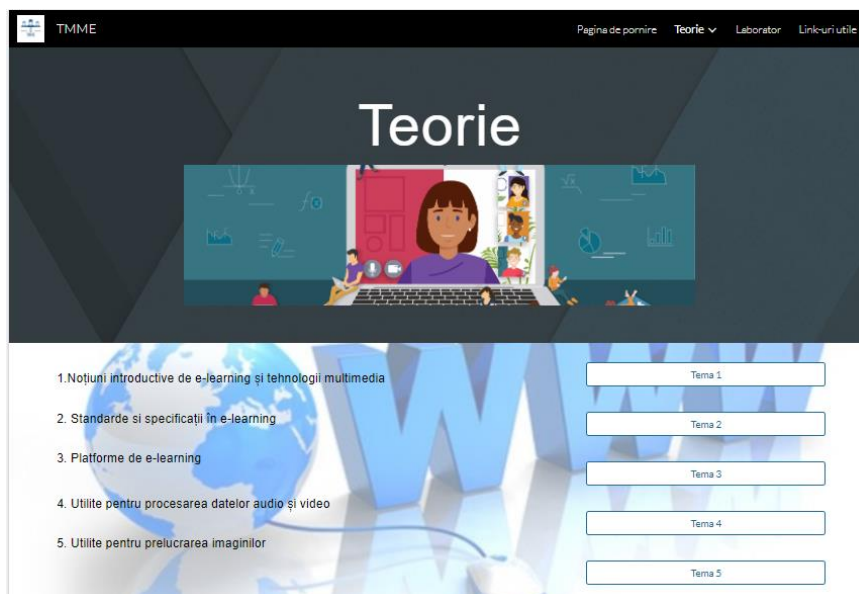 TMME
Pagina de pornire Teorie Laborator Link-uri utile
Teorie
1.Noțiuni introductive de e-learning și tehnologii multimedia
Tema 1
2. Standarde si specificații în e-learning
Tema 2
3. Platforme de e-learning
Tema 3
4. Utilite pentru procesarea datelor audio și video
Tema 4
5. Utilite pentru prelucrarea imaginilor
Tema 5
WWW